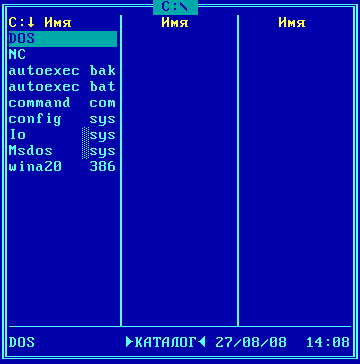 C:\
C:↓ Имя Имя Имя
DOS
NC
autoexec bak
autoexec bat
command com
config sys
Io ░sys
Msdos ░sys
wina20 386
DOS ►КАТАЛОГ◄ 27/08/08 14:08